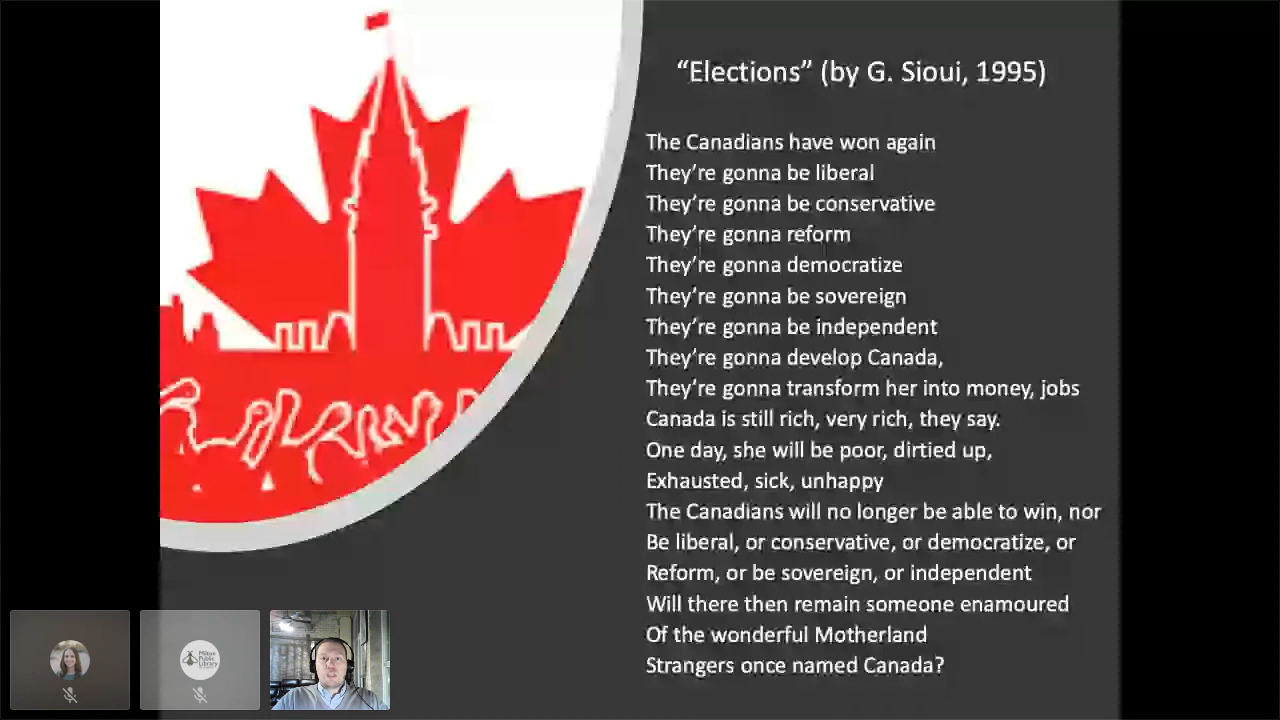 “Elections” (by G. Sioui, 1995)
The Canadians have won again
They’re gonna be liberal
They’re gonna be conservative
They’re gonna reform
They’re gonna democratize
They’re gonna be sovereign
They’re gonna be independent
They’re gonna develop Canada,
They’re gonna transform her into money, jobs
Canada is still rich, very rich, they say.
One day, she will be poor, dirtied up,
Exhausted, sick, unhappy
The Canadians will no longer be able to win, nor
Be liberal, or conservative, or democratize, or
Reform, or be sovereign, or independent
Will there then remain someone enamoured
Of the wonderful Motherland
Strangers once named Canada?
Milton
Public
Library